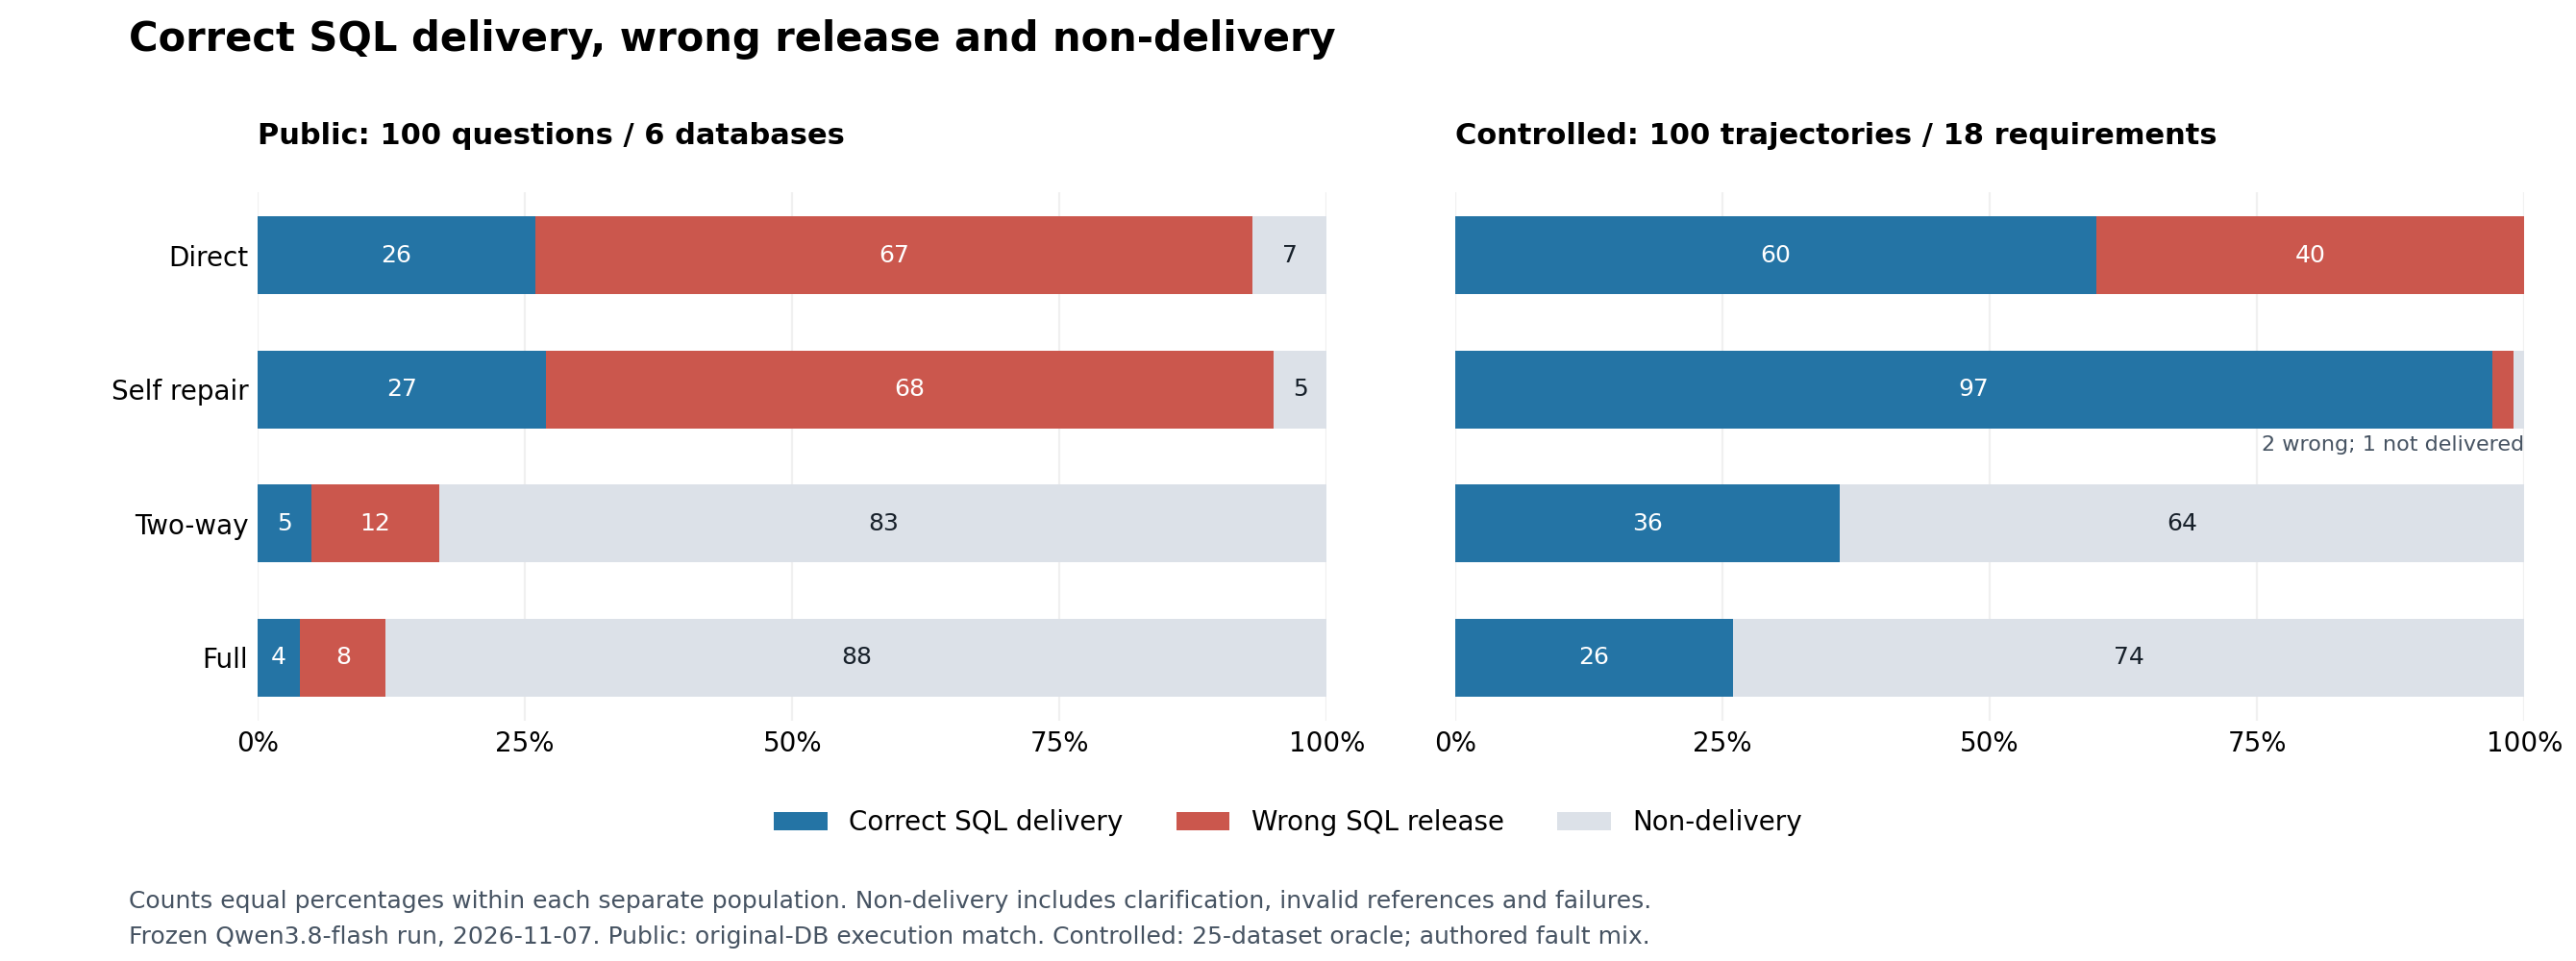 Correct SQL delivery, wrong release and non-delivery
Public: 100 questions / 6 databases
Direct
26
67
7
Self repair
27
68
5
Two-way
5
12
83
Full
4
8
88
0%
25%
50%
75%
100%
Controlled: 100 trajectories / 18 requirements
60
40
97
2 wrong; 1 not delivered
36
64
26
74
0%
25%
50%
75%
100%
Correct SQL delivery
Wrong SQL release
Non-delivery
Counts equal percentages within each separate population. Non-delivery includes clarification, invalid references and failures.
Frozen Qwen3.8-flash run, 2026-11-07. Public: original-DB execution match. Controlled: 25-dataset oracle; authored fault mix.